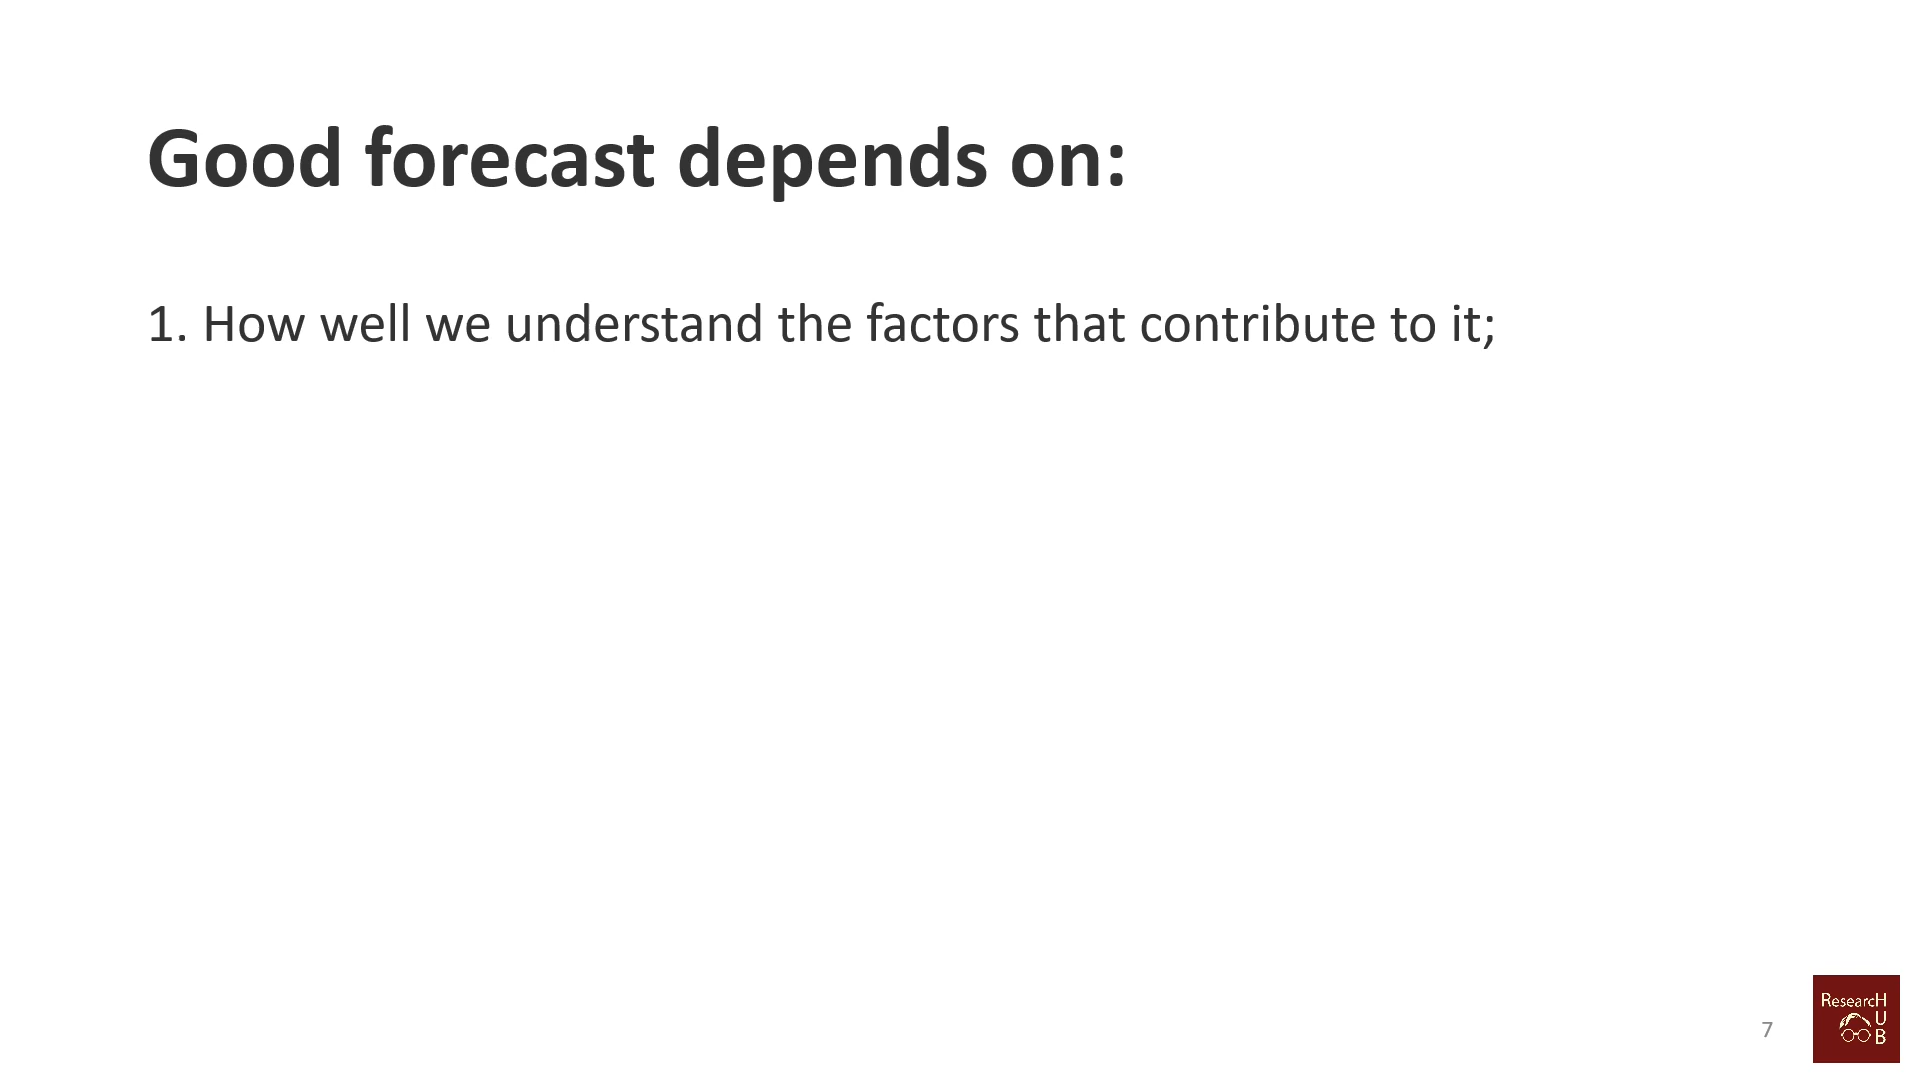 Good forecast depends on:
1. How well we understand the factors that contribute to it;
7
ResearcH
U
B